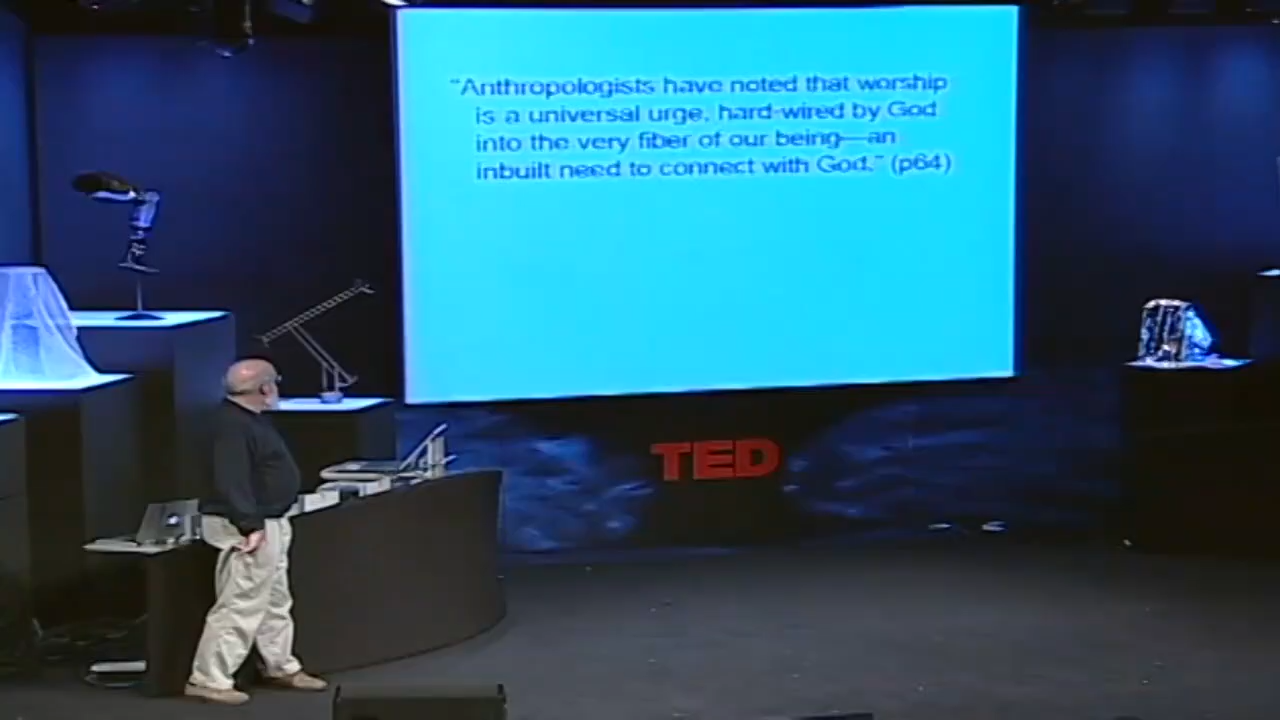 “Anthropologists have noted that worship
is a universal urge, hard-wired by God
into the very fiber of our being—an
inbuilt need to connect with God.” (p64)
TED